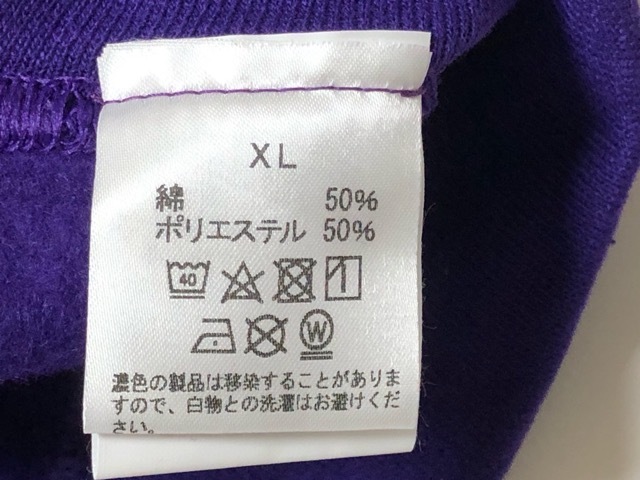 XL
綿 50%
ポリエステル 50%
40
W
濃色の製品は移染することがありま
すので、白物との洗濯はお避けくだ
さい。